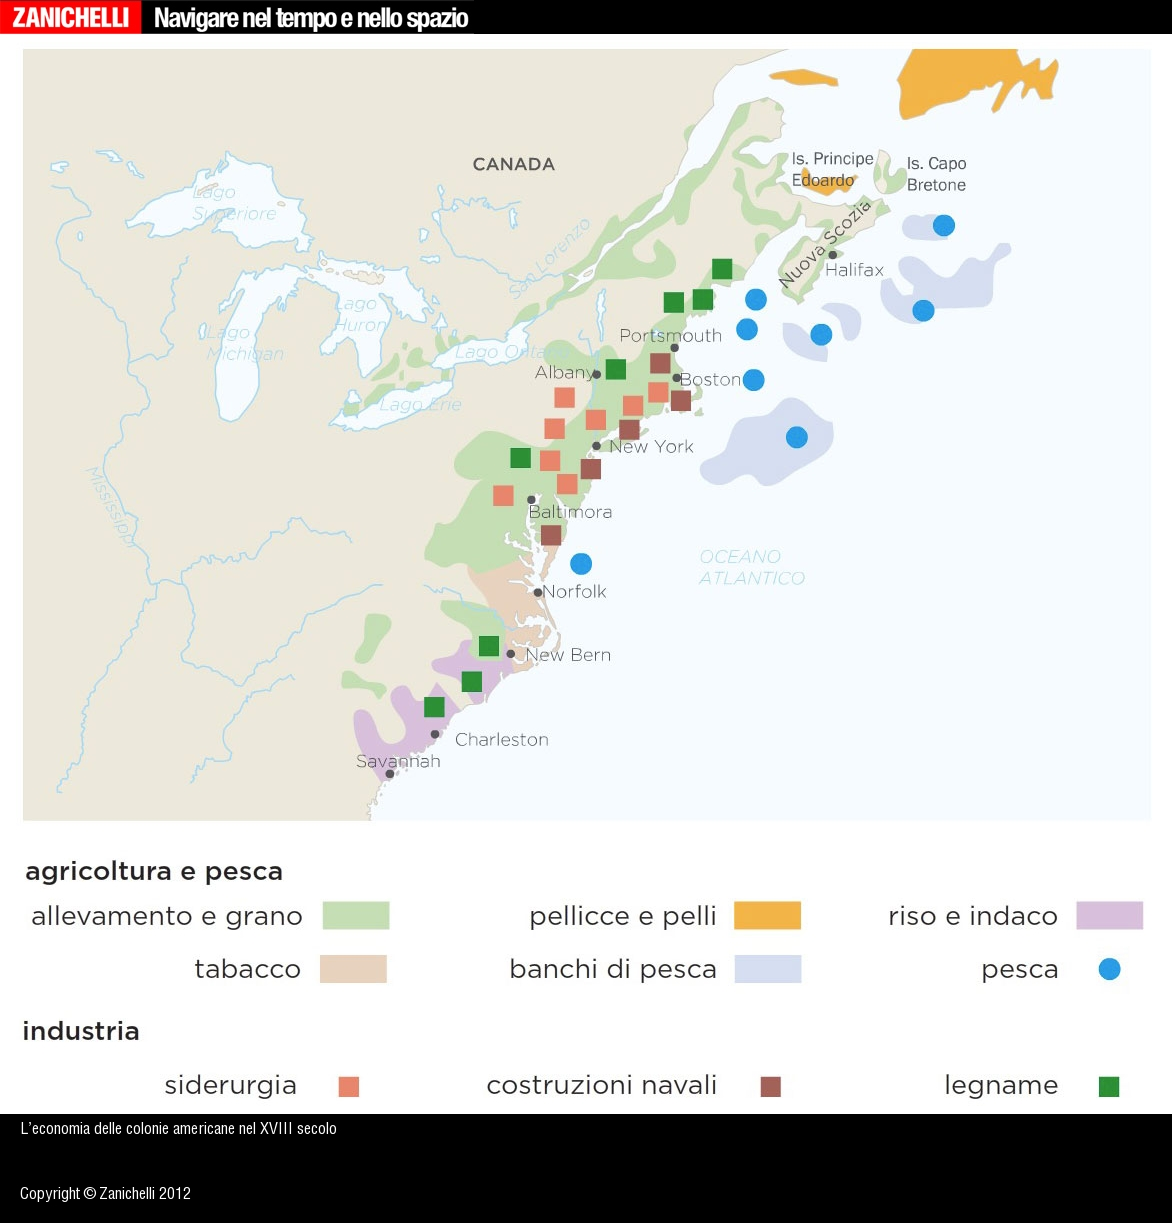 ZANICHELLI Navigare nel tempo e nello spazio
CANADA
Is. Principe
Edoardo
Is. Capo
Bretone
Lago
Superiore
Nuova Scozia
San Lorenzo
Halifax
Lago
Huron
Lago
Michigan
Portsmouth
Lago Ontario
Albany
Boston
Lago Erie
New York
Mississippi
Baltimora
OCEANO
ATLANTICO
Norfolk
New Bern
Charleston
Savannah
agricoltura e pesca
allevamento e grano
pellicce e pelli
riso e indaco
tabacco
banchi di pesca
pesca
industria
siderurgia
costruzioni navali
legname
L'economia delle colonie americane nel XVIII secolo
Copyright © Zanichelli 2012